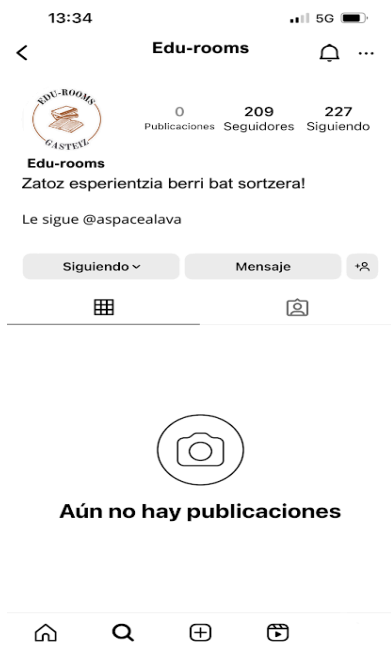 13:34
5G
Edu-rooms
EDU-ROOMS
GASTEIZ
0 209 227
Publicaciones Seguidores Siguiendo
Edu-rooms
Zatoz esperientzia berri bat sortzera!
Le sigue @aspacealava
Siguiendo Mensaje
Aún no hay publicaciones